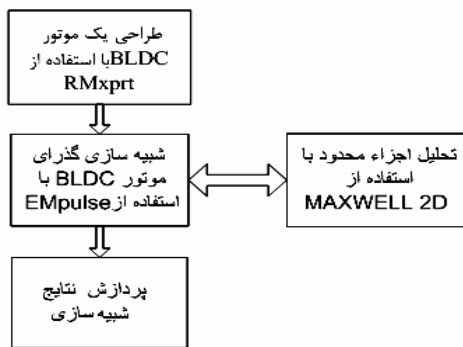 طراحی یک موتور
BLDCبا استفاده از
RMxprt
شبیه سازی گذرای
موتور BLDC با
استفاده ازEMpulse
تحلیل اجزاء محدود با
استفاده از
MAXWELL 2D
پردازش نتایج
شبیه سازی